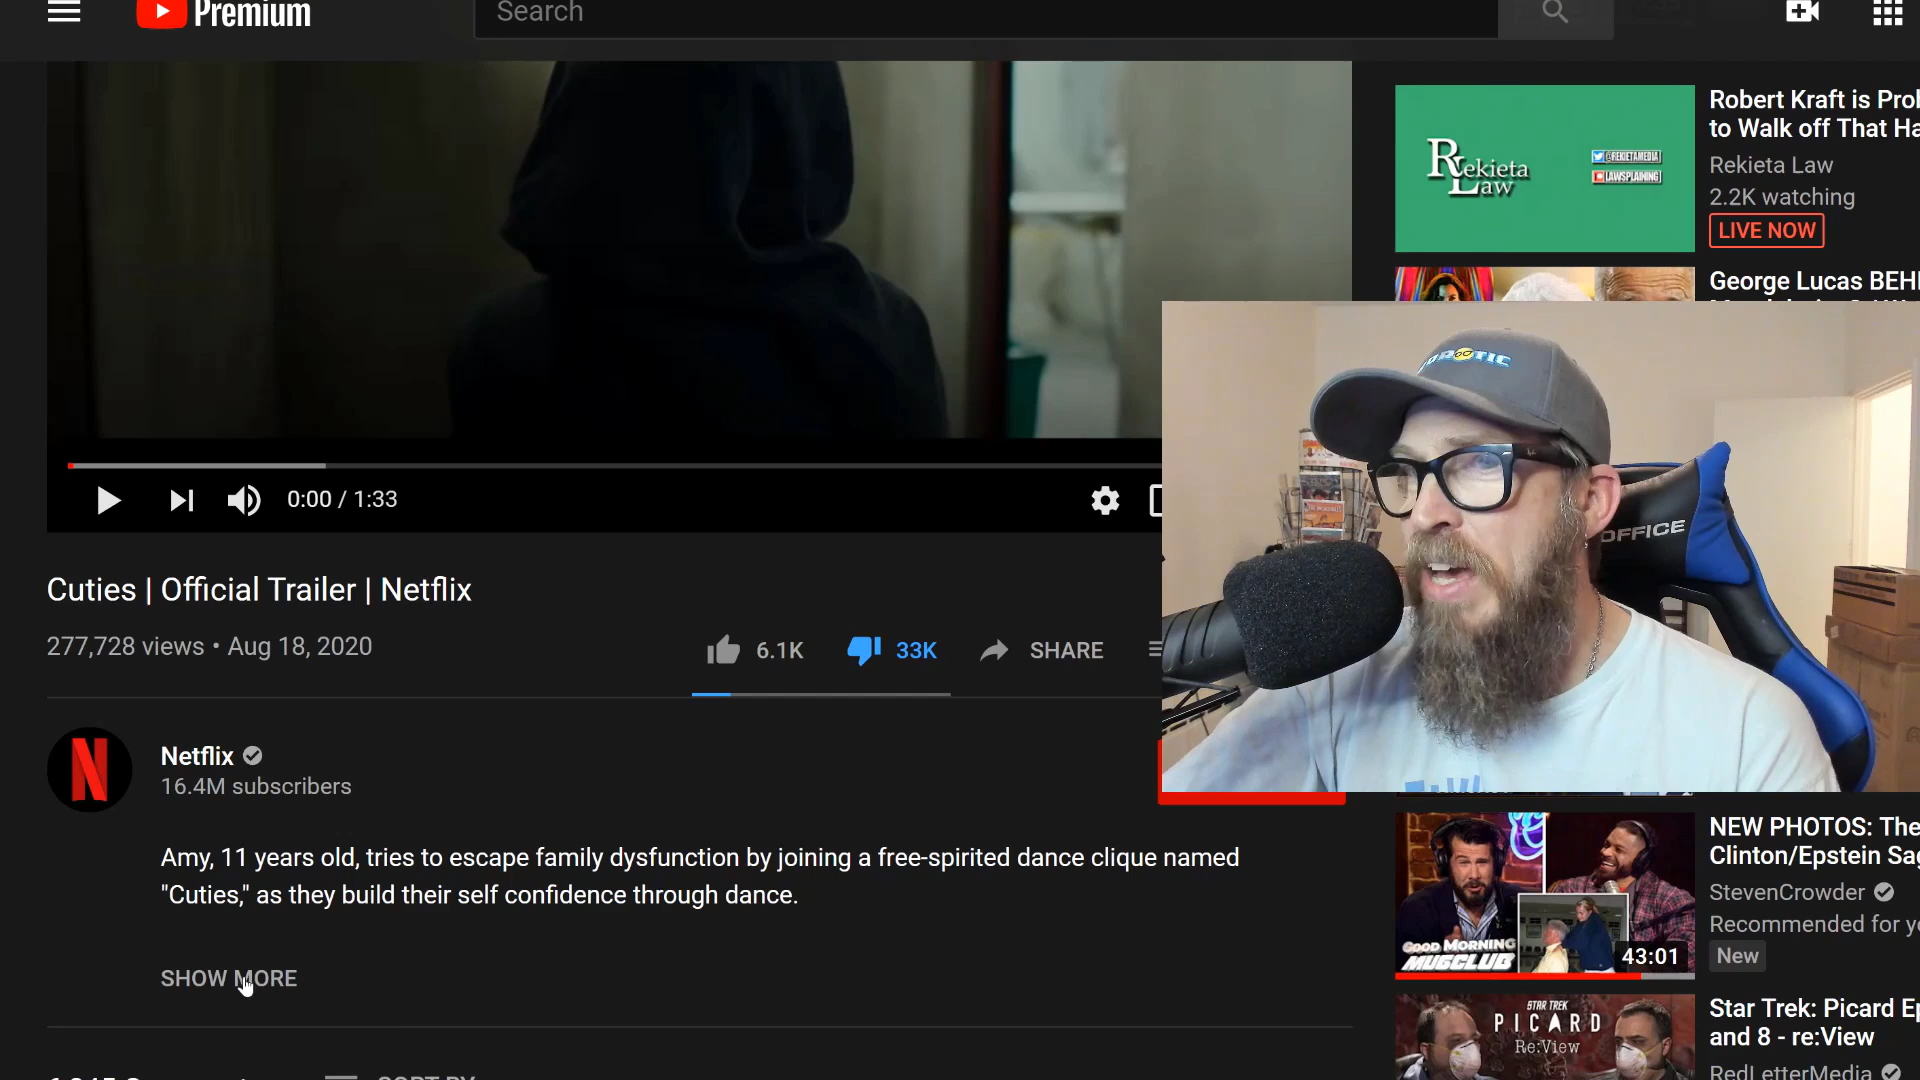 Premium
Search
Robert Kraft is
to Walk off That
Rekieta Law
@REKIETAMEDIA
LAWSPLAINING
Rekieta Law
2.2K watching
LIVE NOW
George Lucas
OFFICE
0:00 / 1:33
Cuties | Official Trailer | Netflix
277,728 views • Aug 18, 2020
6.1K
33K
SHARE
N
Netflix
16.4M subscribers
Amy, 11 years old, tries to escape family dysfunction by joining a free-spirited dance clique named
"Cuties," as they build their self confidence through dance.
SHOW MORE
NEW PHOTOS: The
Clinton/Epstein
StevenCrowder
Recommended for
New
GOOD MORNING
MUGCLUB
43:01
Star Trek: Picard
and 8 - re:View
RedLetterMedia
STAR TREK
PICARD
Re:View
SORT BY